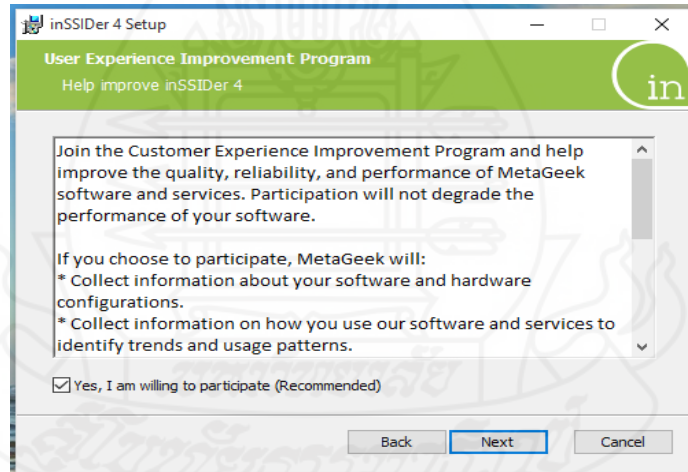 inSSIDer 4 Setup
User Experience Improvement Program
Help improve inSSIDer 4
in
Join the Customer Experience Improvement Program and help
improve the quality, reliability, and performance of MetaGeek
software and services. Participation will not degrade the
performance of your software.
If you choose to participate, MetaGeek will:
* Collect information about your software and hardware
configurations.
* Collect information on how you use our software and services to
identify trends and usage patterns.
Yes, I am willing to participate (Recommended)
Back Next Cancel